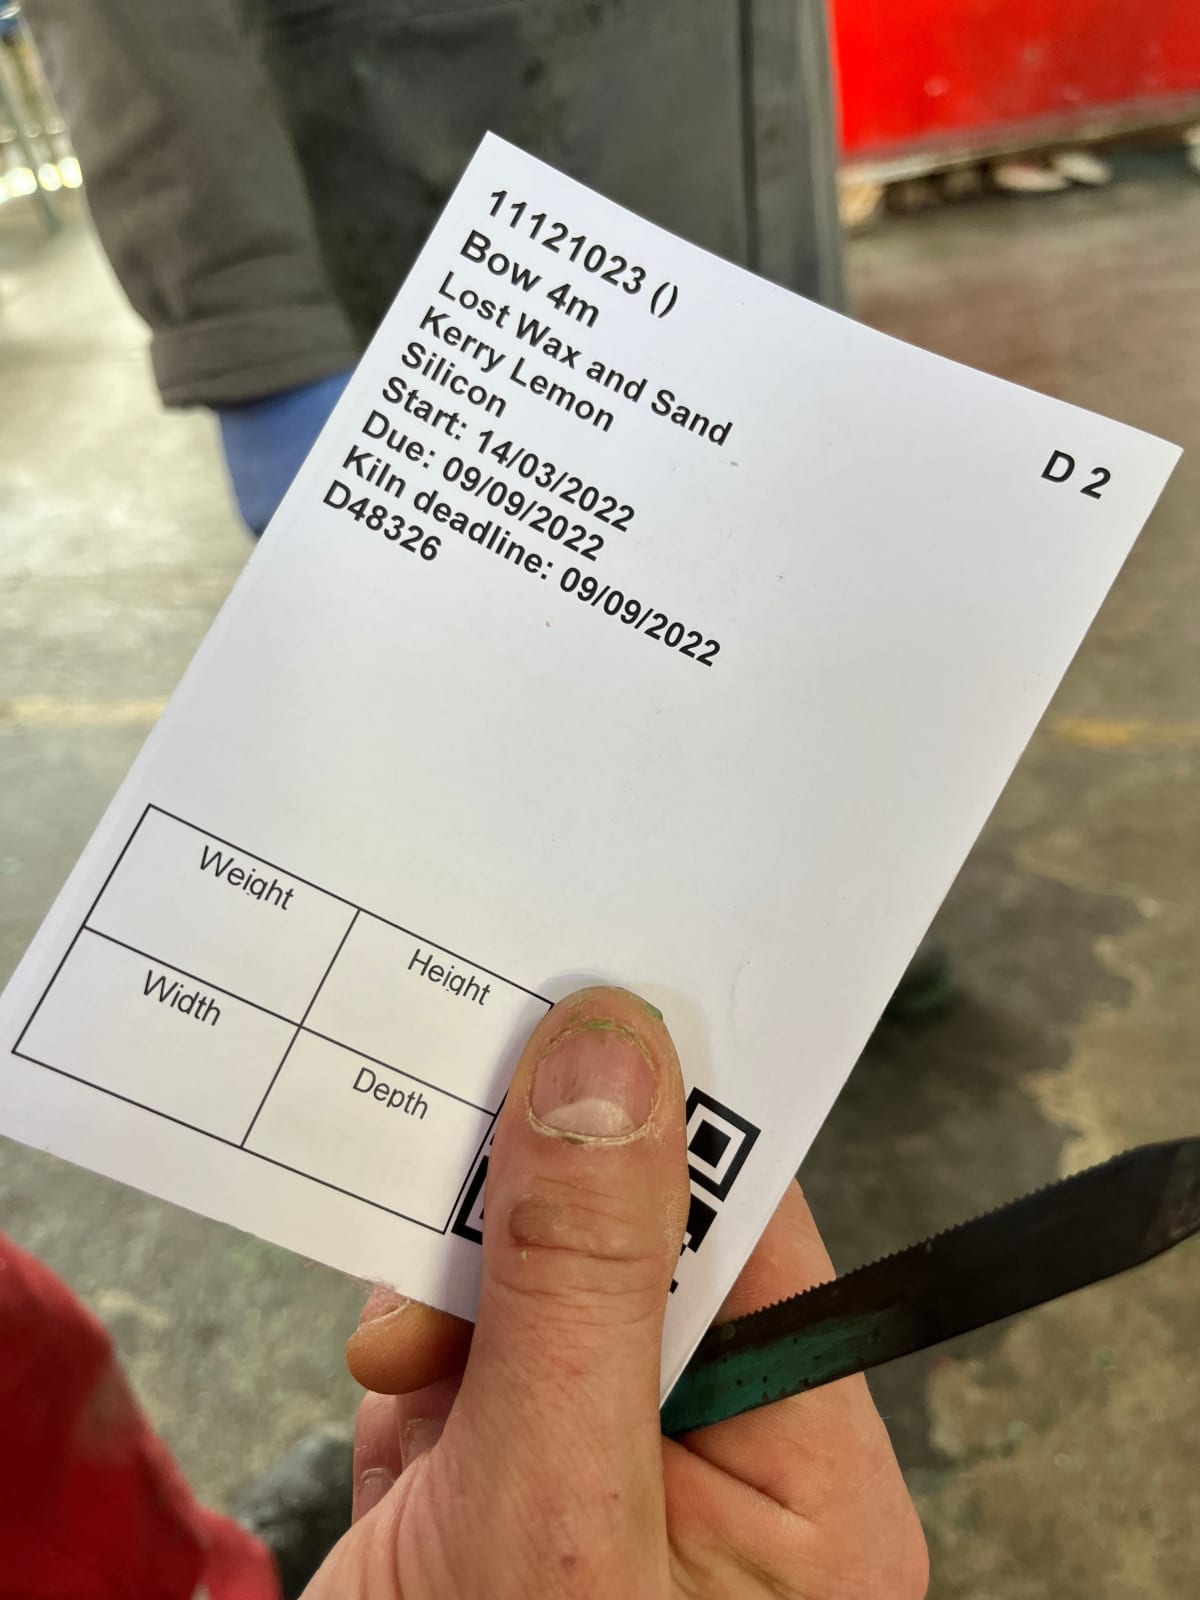 11121023 ()
Bow 4m
Lost Wax and Sand
Kerry Lemon
Silicon
Start: 14/03/2022
Due: 09/09/2022
Kiln deadline: 09/09/2022
D48326
D 2
Weight
Height
Width
Depth